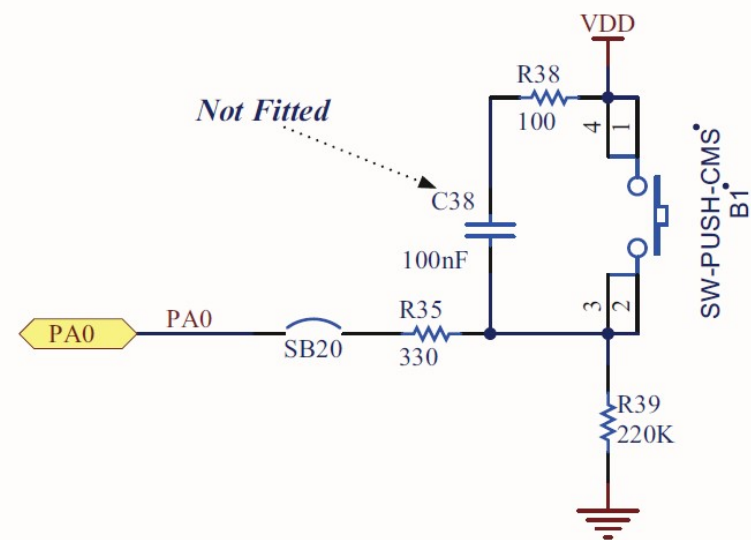 VDD
R38
100
Not Fitted
4
1
C38
100nF
SW-PUSH-CMS
B1
3
2
PA0
PA0
SB20
R35
330
R39
220K